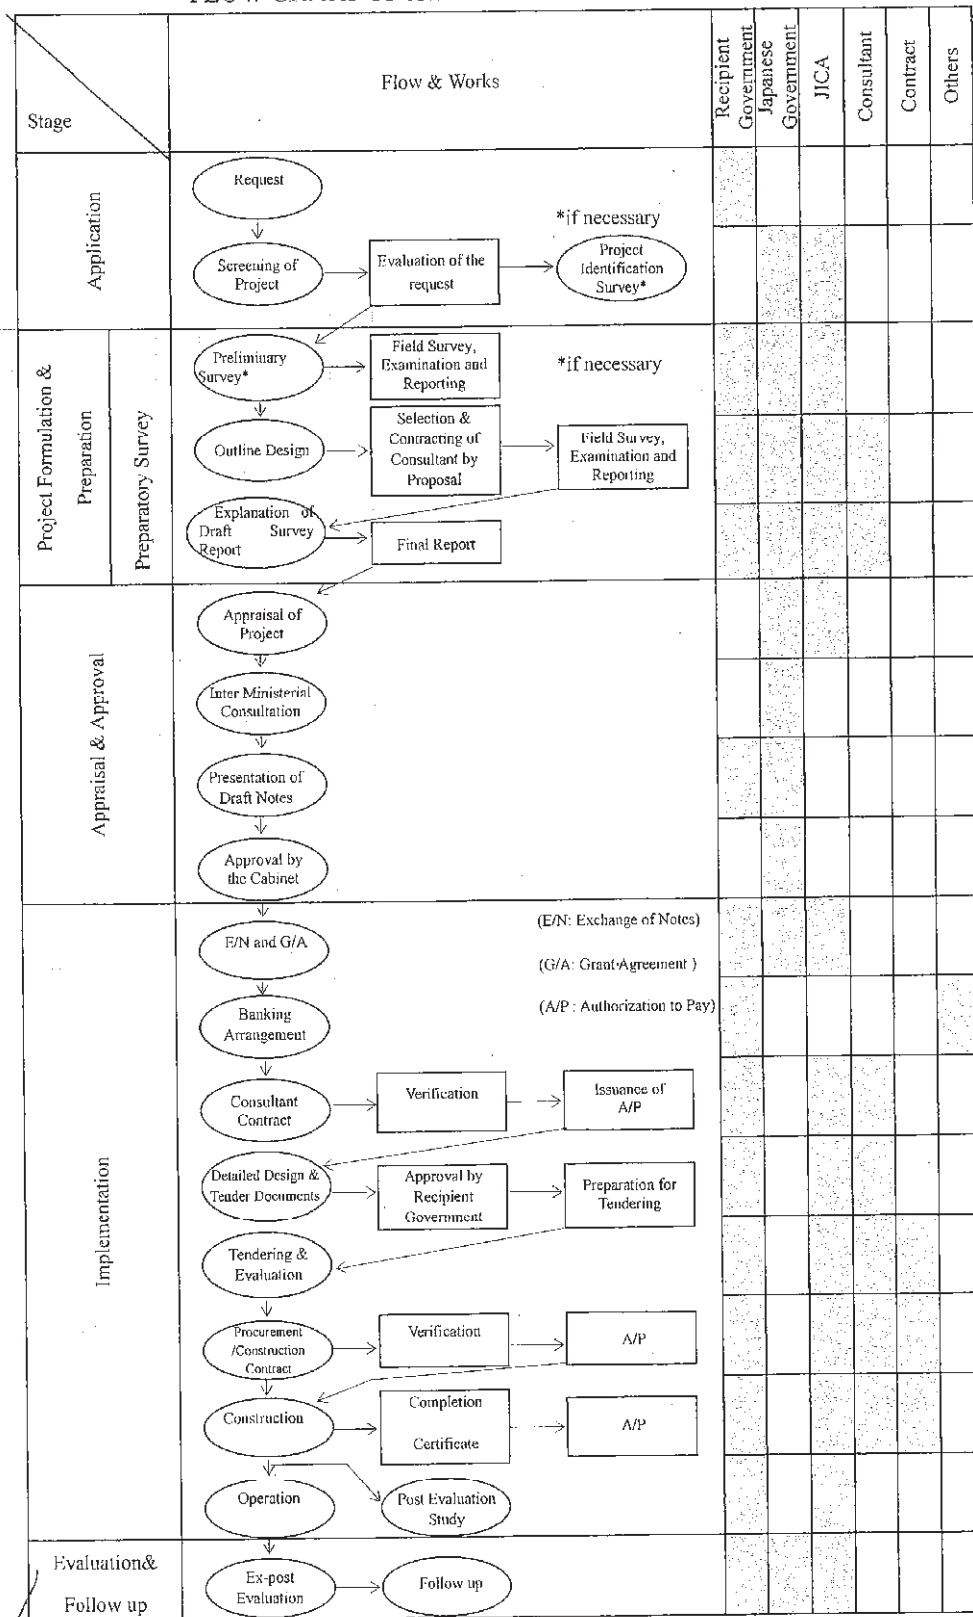 Stage
Flow & Works
Recipient
Government
Japanese
Government
JICA
Consultant
Contract
Others
Application
Request
*if necessary
Screening of
Project
Evaluation of the
request
Project
Identification
Survey*
Project Formulation &
Preparation
Preparatory Survey
Preliminary
Survey*
Field Survey,
Examination and
Reporting
*if necessary
Outline Design
Selection &
Contracting of
Consultant by
Proposal
Field Survey,
Examination and
Reporting
Explanation of
Draft Survey
Report
Final Report
Appraisal & Approval
Appraisal of
Project
Inter Ministerial
Consultation
Presentation of
Draft Notes
Approval by
the Cabinet
Implementation
E/N and G/A
(E/N: Exchange of Notes)
(G/A: Grant Agreement )
(A/P : Authorization to Pay)
Banking
Arrangement
Consultant
Contract
Verification
Issuance of
A/P
Detailed Design &
Tender Documents
Approval by
Recipient
Government
Preparation for
Tendering
Tendering &
Evaluation
Procurement
/Construction
Contract
Verification
A/P
Construction
Completion
Certificate
A/P
Operation
Post Evaluation
Study
Evaluation&
Follow up
Ex-post
Evaluation
Follow up